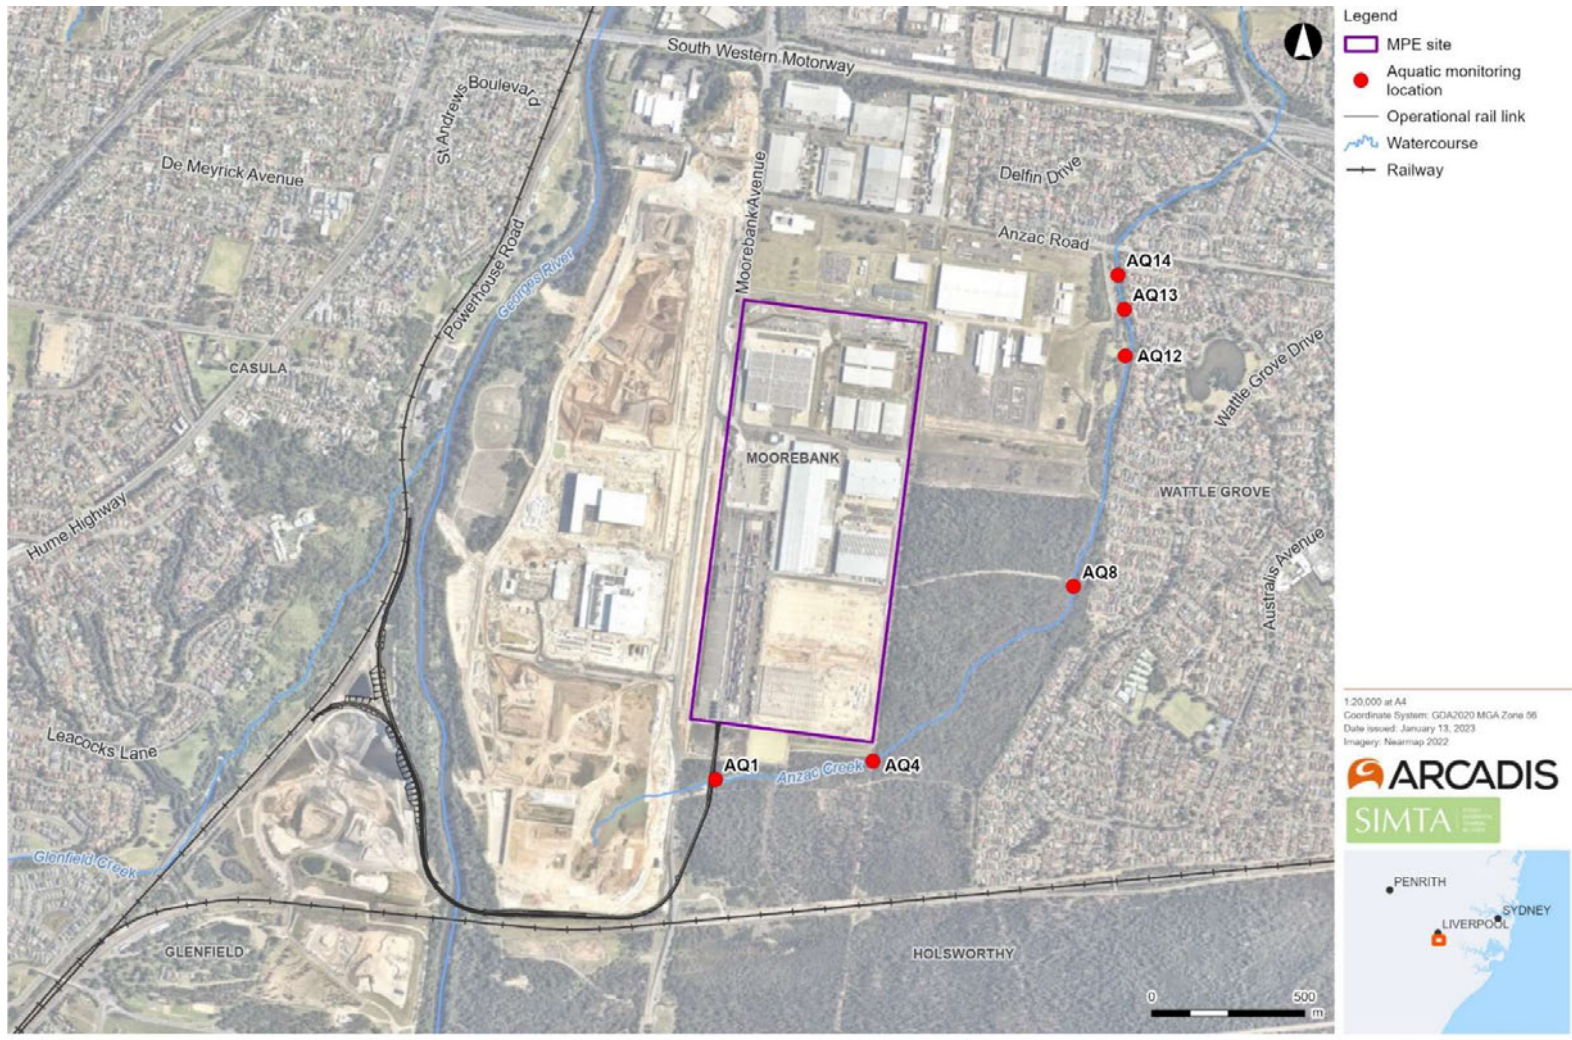 South Western Motorway
St Andrews
Boulevard
De Meyrick Avenue
Delfin Drive
Moorebank Avenue
Powerhouse Road
Georges River
Anzac Road
AQ14
AQ13
AQ12
CASULA
Wattle Grove Drive
MOOREBANK
WATTLE GROVE
Hume Highway
Australis Avenue
AQ8
Leacocks Lane
AQ1
Anzac Creek
AQ4
Glenfield Creek
GLENFIELD
HOLSWORTHY
0 500
m
Legend
MPE site
Aquatic monitoring
location
Operational rail link
Watercourse
Railway
1:20,000 at A4
Coordinate System: GDA2020 MGA Zone 56
Date issued: January 13, 2023
Imagery: Nearmap 2022
ARCADIS
SIMTA
PENRITH
SYDNEY
LIVERPOOL